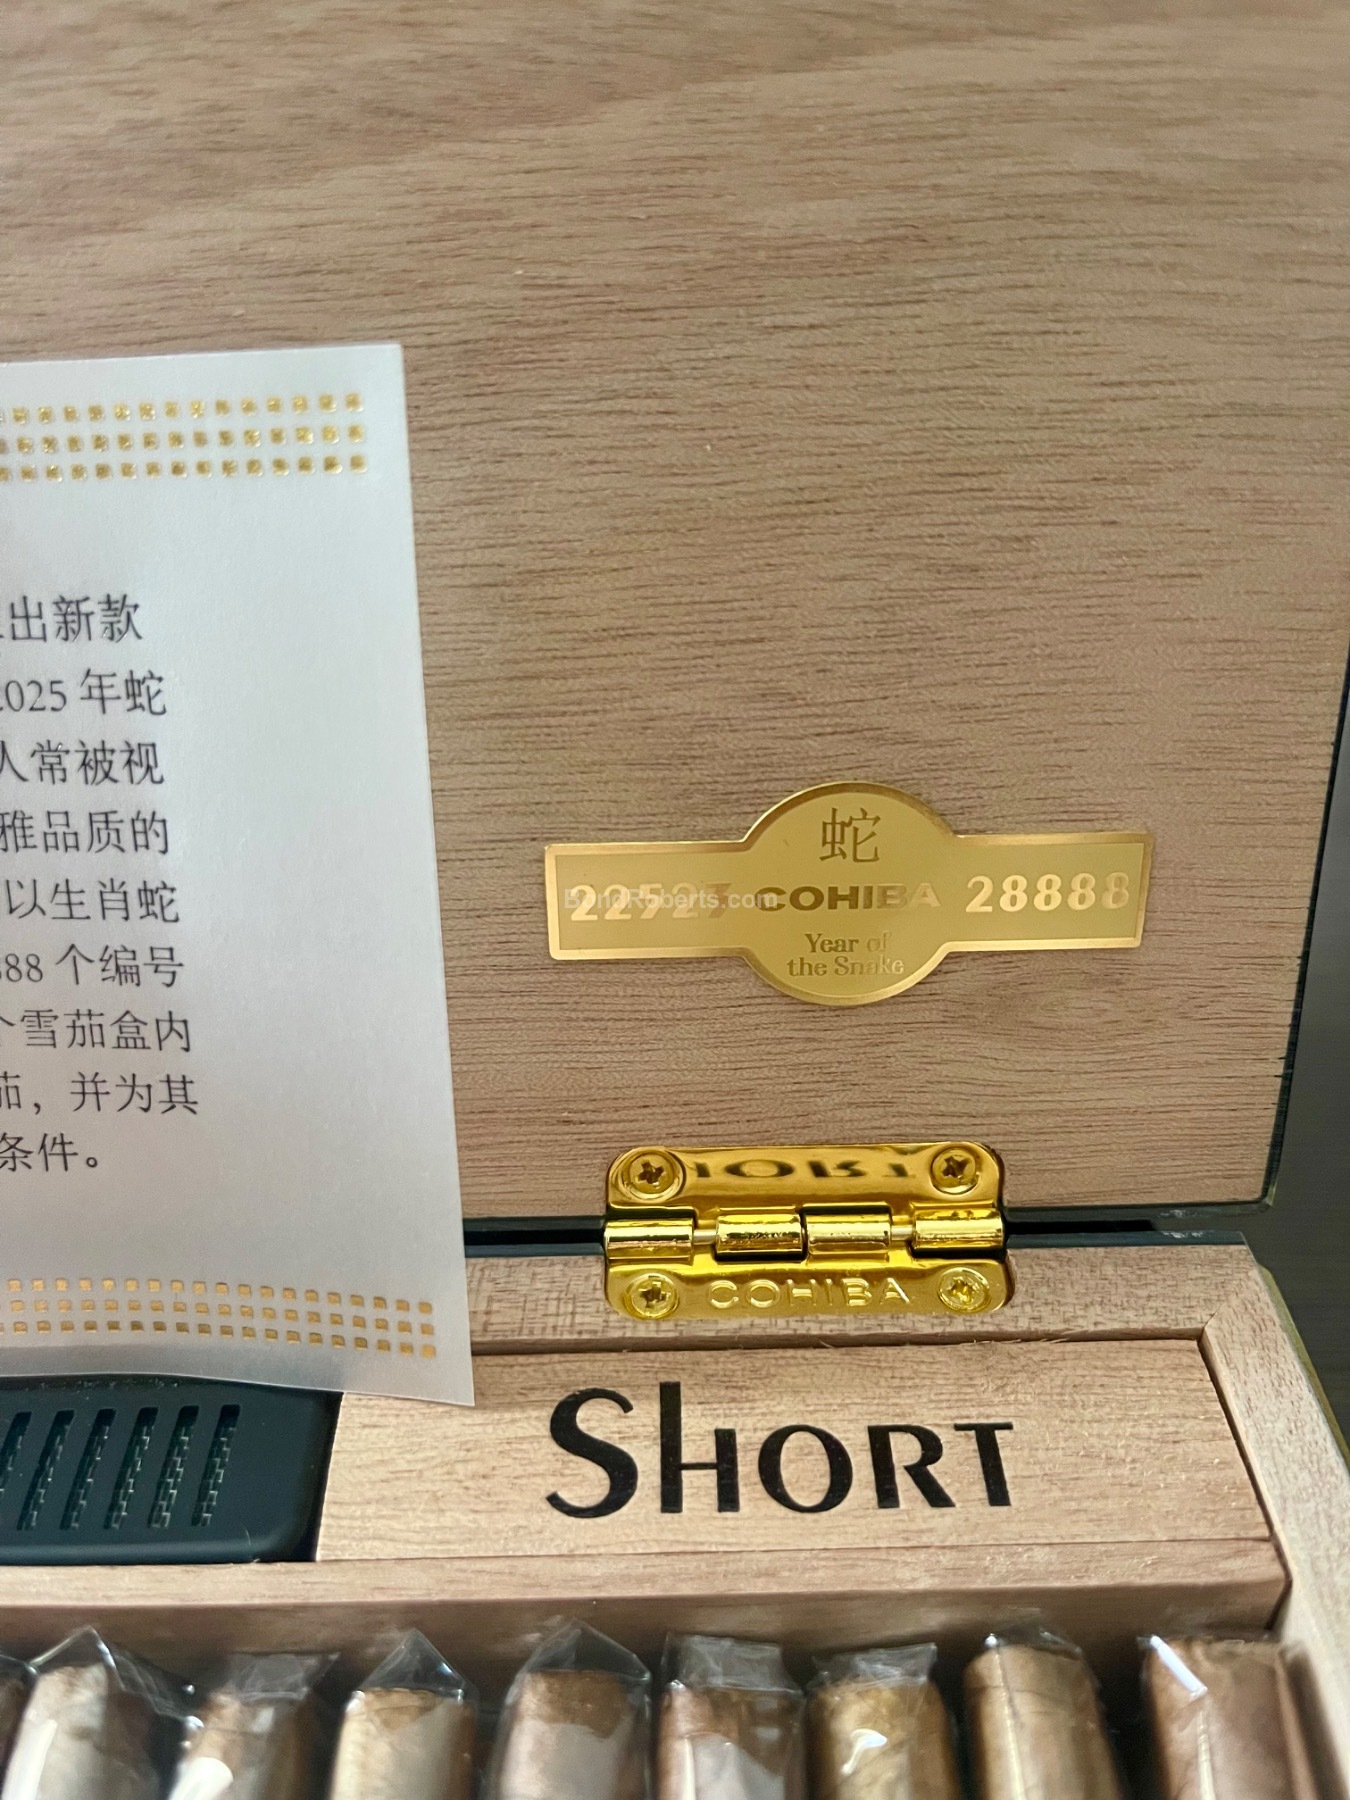 出新款
2025 年蛇
人常被视
雅品质的
以生肖蛇
888 个编号
个雪茄盒内
茄，并为其
条件。
蛇
22527 COHIBA 28888
BondRoberts.com
Year of
the Snake
COHIBA
SHORT